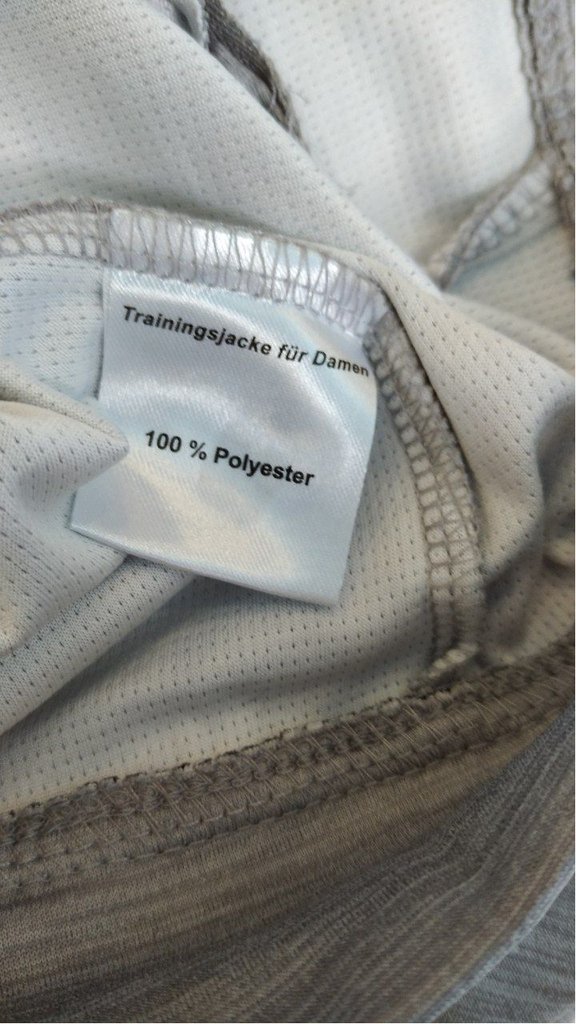 Trainingsjacke für Damen
100 % Polyester